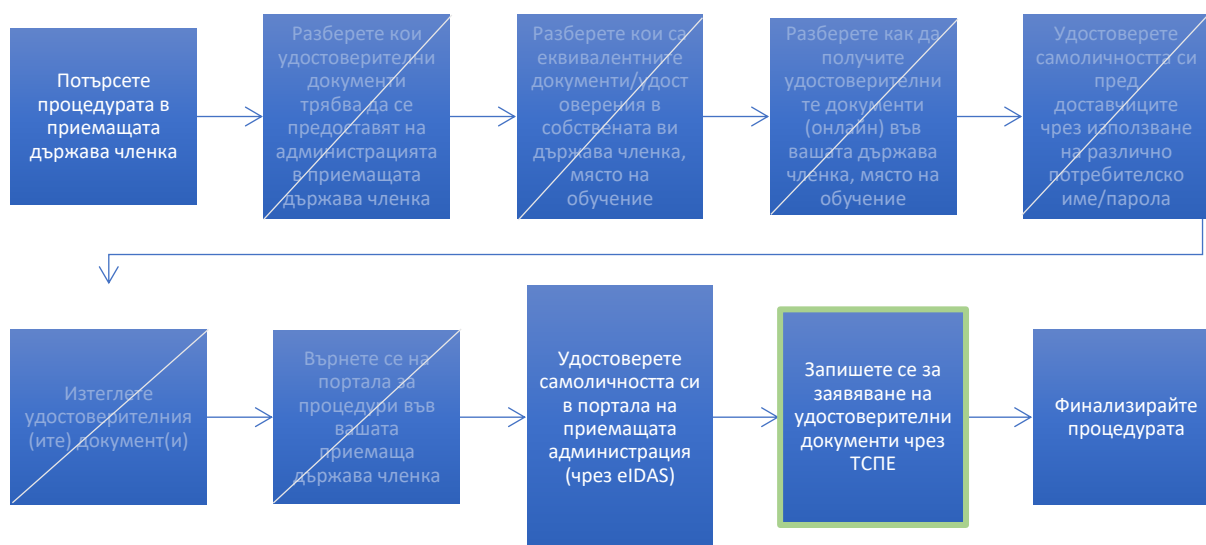 Потърсете
процедурата в
приемащата
държава членка
Разберете кои
удостоверителни
документи
трябва да се
предоставят на
администрацията
в приемащата
държава членка
Разберете кои са
еквивалентните
документи/удост
оверения в
собствената ви
държава членка,
място на
обучение
Разберете как да
получите
удостоверителни
те документи
(онлайн) във
вашата държава
членка, място на
обучение
Удостоверете
самоличността си
пред
доставчиците
чрез използване
на различно
потребителско
име/парола
Изтеглете
удостоверителния
(ите) документ(и)
Върнете се на
портала за
процедури във
вашата
приемаща
държава членка
Удостоверете
самоличността си
в портала на
приемащата
администрация
(чрез eIDAS)
Запишете се за
заявяване на
удостоверителни
документи чрез
ТСПЕ
Финализирайте
процедурата